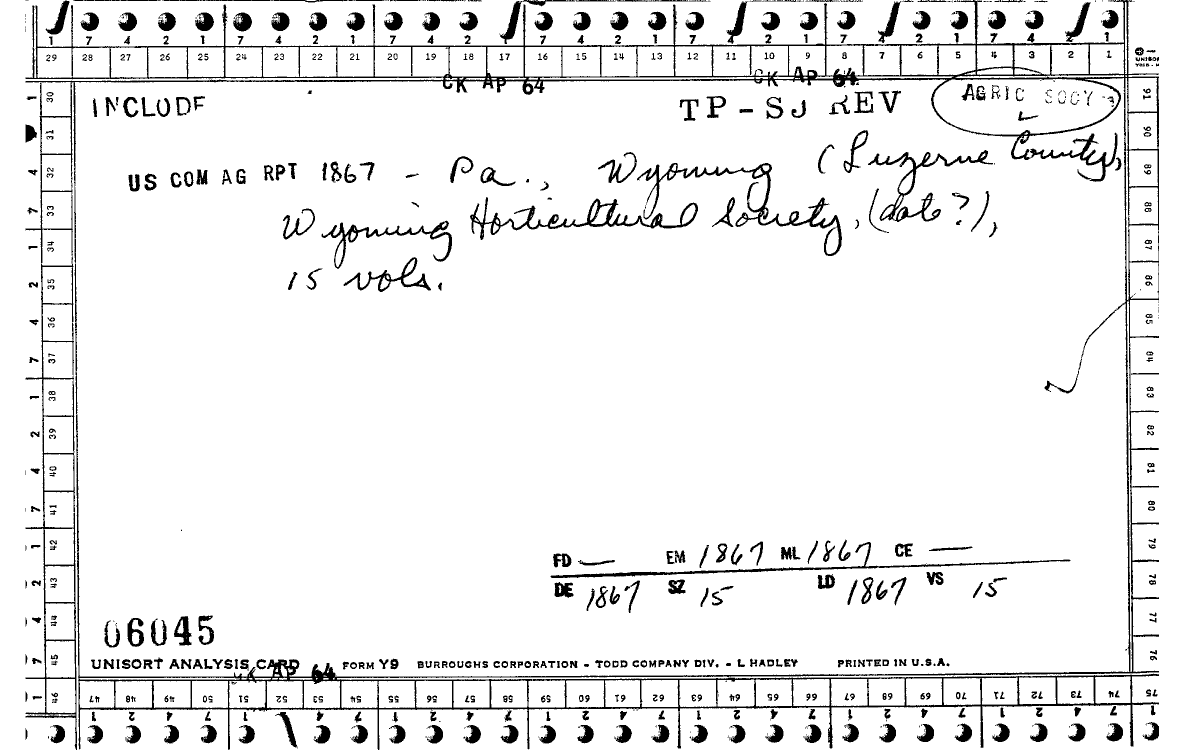 7 4 2 1 7 4 2 1 7 4 2 1 7 4 2 1 7 4 2 1 7 4 2 1 7 4 2 1
29 28 27 26 25 24 23 22 21 20 19 18 17 16 15 14 13 12 11 10 9 8 7 6 5 4 3 2 1
CK AP 64 CK AP 64
INCLUDE TP-SJ REV AGRIC SOCY
US COM AG RPT 1867 - Pa., Wyoming (Luzerne County),
Wyoming Horticultural Society, (date?),
15 vols.
FD — EM 1867 ML 1867 CE —
DE 1867 SZ 15 LD 1867 VS 15
06045
UNISORT ANALYSIS CARD FORM Y9 BURROUGHS CORPORATION - TODD COMPANY DIV. - L HADLEY PRINTED IN U.S.A.
CK AP 64
30 31 32 33 34 35 36 37 38 39 40 41 42 43 44 45 46
47 48 49 50 51 52 53 54 55 56 57 58 59 60 61 62 63 64 65 66 67 68 69 70 71 72 73 74 75
91 90 89 88 87 86 85 84 83 82 81 80 79 78 77 76